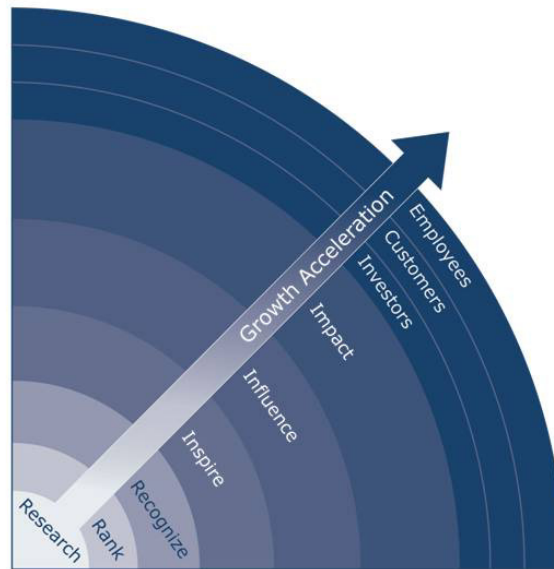 Employees
Customers
Investors
Growth Acceleration
Impact
Influence
Inspire
Recognize
Rank
Research